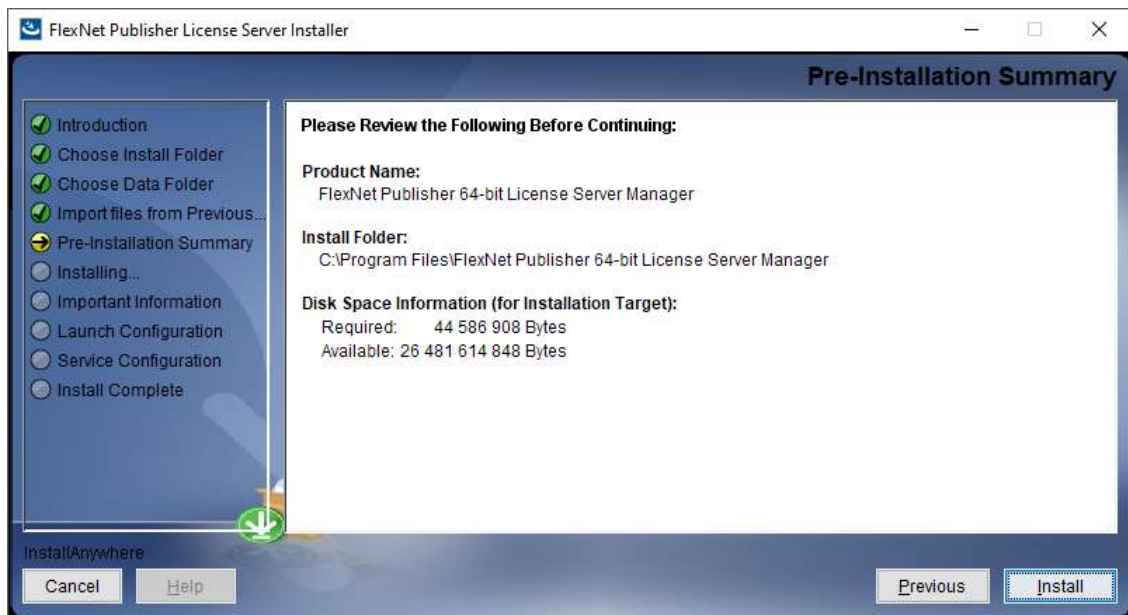 FlexNet Publisher License Server Installer
Pre-Installation Summary
Introduction
Choose Install Folder
Choose Data Folder
Import files from Previous...
Pre-Installation Summary
Installing...
Important Information
Launch Configuration
Service Configuration
Install Complete
Please Review the Following Before Continuing:
Product Name:
FlexNet Publisher 64-bit License Server Manager
Install Folder:
C:\Program Files\FlexNet Publisher 64-bit License Server Manager
Disk Space Information (for Installation Target):
Required: 44 586 908 Bytes
Available: 26 481 614 848 Bytes
InstallAnywhere
Cancel Help Previous Install